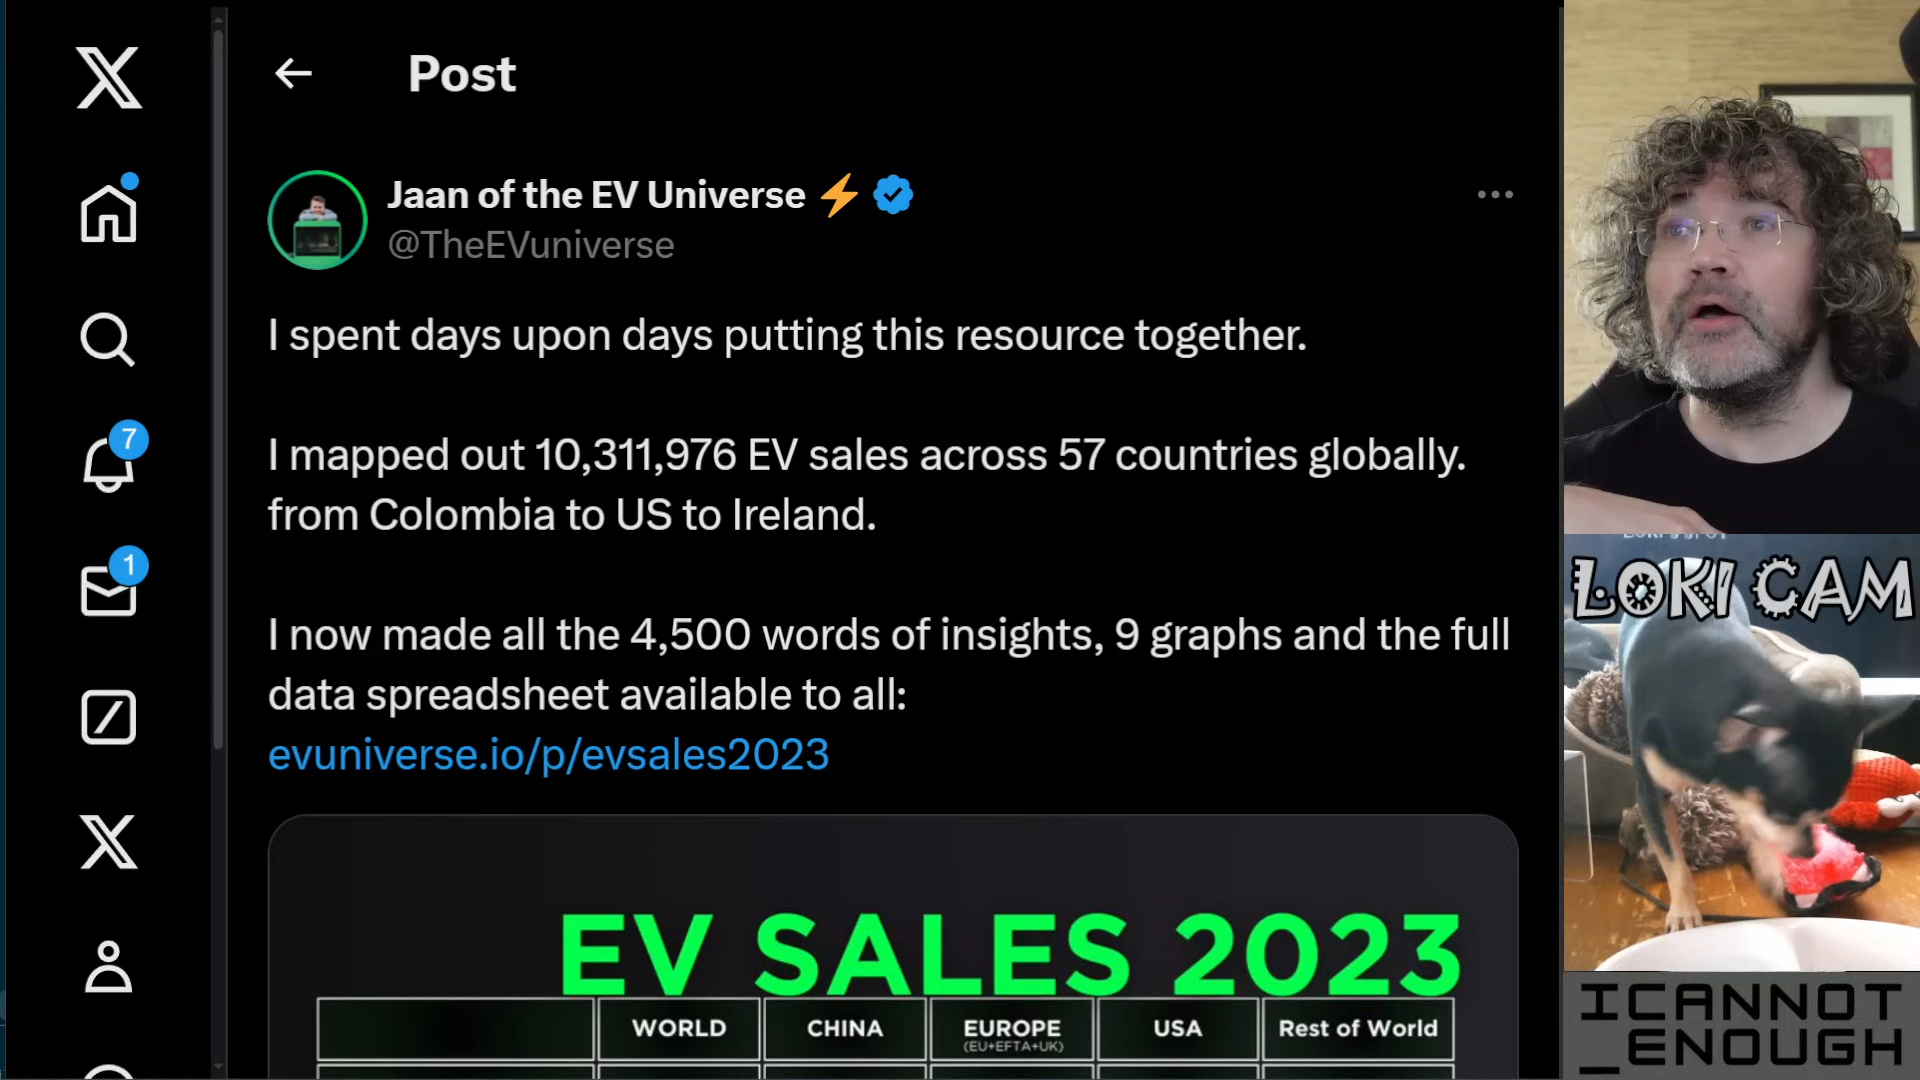 Post
Jaan of the EV Universe
@TheEVuniverse
I spent days upon days putting this resource together.
I mapped out 10,311,976 EV sales across 57 countries globally.
from Colombia to US to Ireland.
I now made all the 4,500 words of insights, 9 graphs and the full
data spreadsheet available to all:
evuniverse.io/p/evsales2023
7
1
EV SALES 2023
WORLD
CHINA
EUROPE
(EU+EFTA+UK)
USA
Rest of World
LOKI CAM
ICANNOT
_ENOUGH